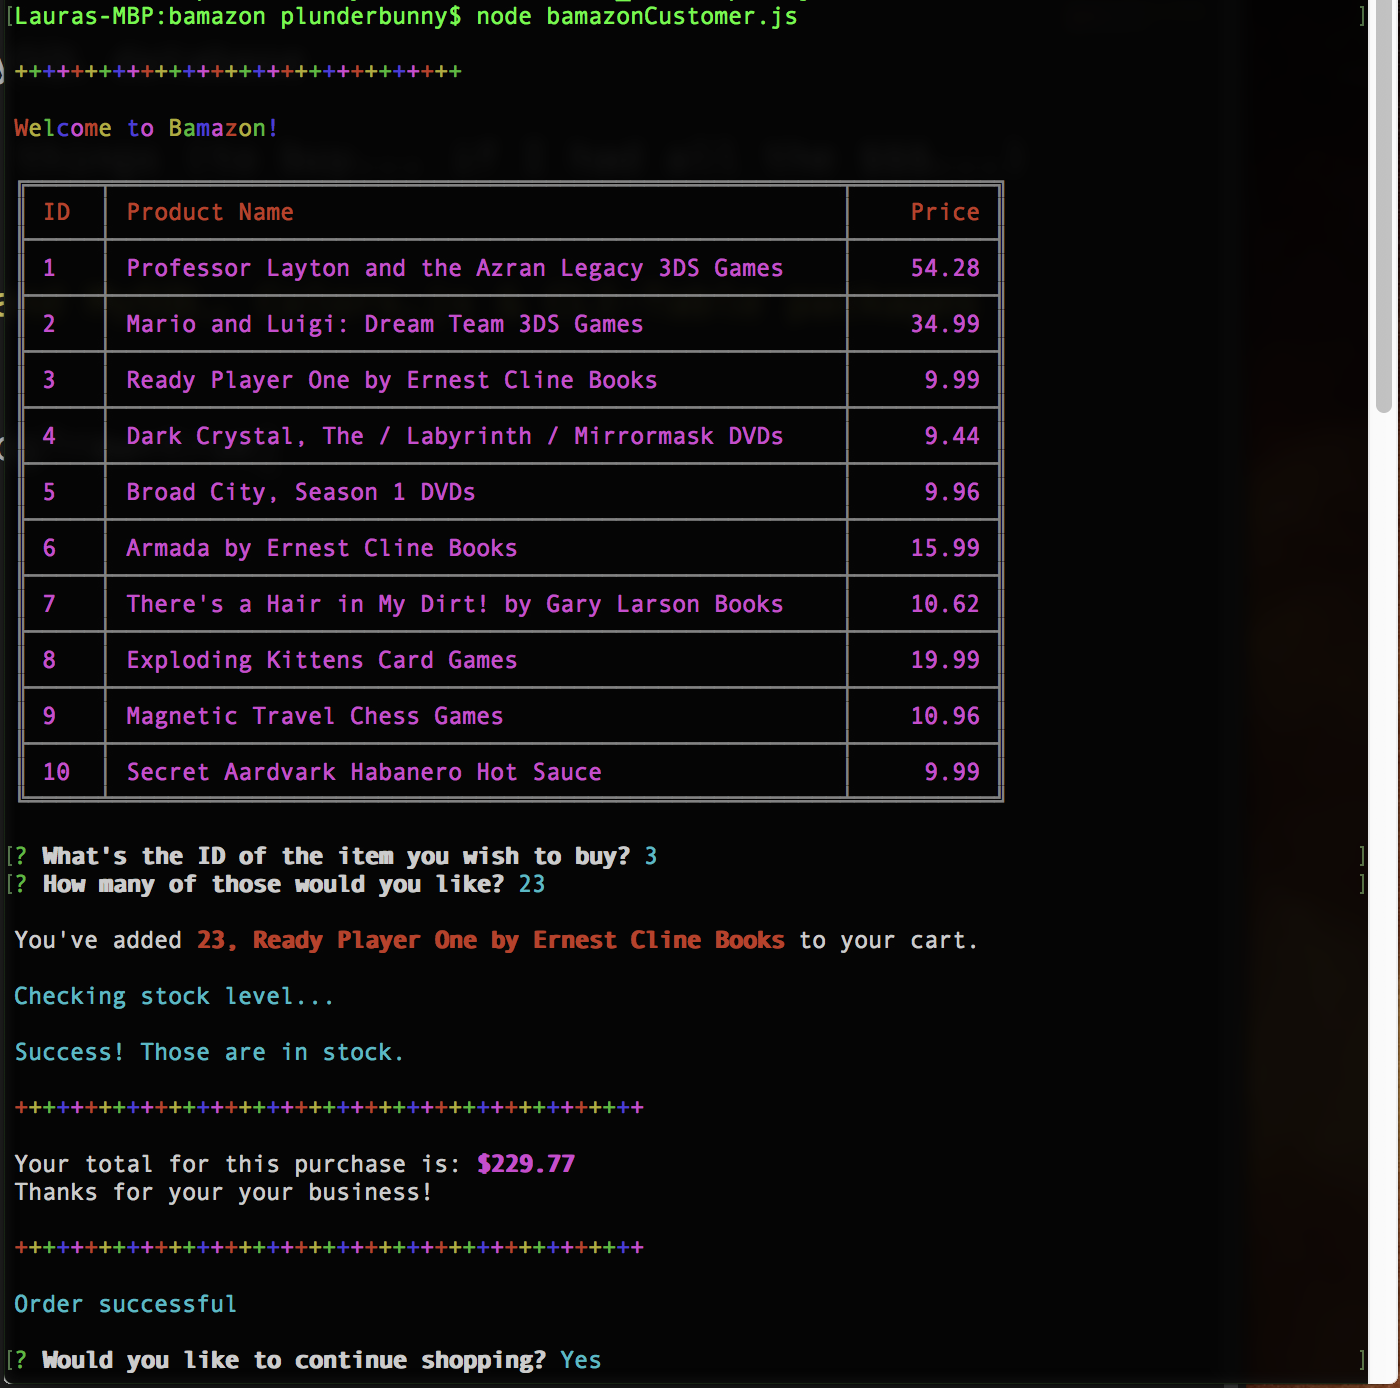 [Lauras-MBP:bamazon plunderbunny$ node bamazonCustomer.js ]
++++++++++++++++++++++++++++++++
Welcome to Bamazon!
ID Product Name Price
1 Professor Layton and the Azran Legacy 3DS Games 54.28
2 Mario and Luigi: Dream Team 3DS Games 34.99
3 Ready Player One by Ernest Cline Books 9.99
4 Dark Crystal, The / Labyrinth / Mirrormask DVDs 9.44
5 Broad City, Season 1 DVDs 9.96
6 Armada by Ernest Cline Books 15.99
7 There's a Hair in My Dirt! by Gary Larson Books 10.62
8 Exploding Kittens Card Games 19.99
9 Magnetic Travel Chess Games 10.96
10 Secret Aardvark Habanero Hot Sauce 9.99
[? What's the ID of the item you wish to buy? 3 ]
[? How many of those would you like? 23 ]
You've added 23, Ready Player One by Ernest Cline Books to your cart.
Checking stock level...
Success! Those are in stock.
+++++++++++++++++++++++++++++++++++++++++++++
Your total for this purchase is: $229.77
Thanks for your your business!
+++++++++++++++++++++++++++++++++++++++++++++
Order successful
[? Would you like to continue shopping? Yes ]